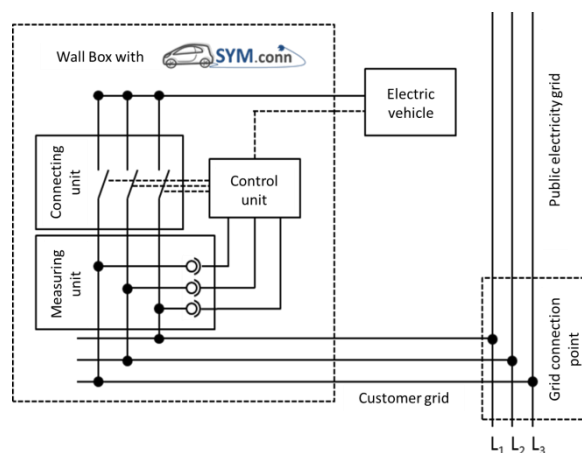 Wall Box with SYM.conn
Electric
vehicle
Public electricity grid
Connecting
unit
Control
unit
Measuring
unit
Grid connection
point
Customer grid
L1 L2 L3